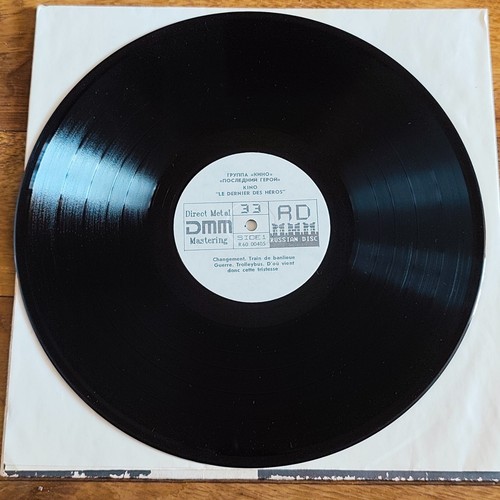 ГРУППА «КИНО»
«ПОСЛЕДНИЙ ГЕРОЙ»
KINO
"LE DERNIER DES HEROS"
Direct Metal
DMM
Mastering
33
SIDE 1
R60 00403
RD
RUSSIAN DISC
Changement. Train de banlieue
Guerre. Trolleybus. D'où vient
donc cette tristesse